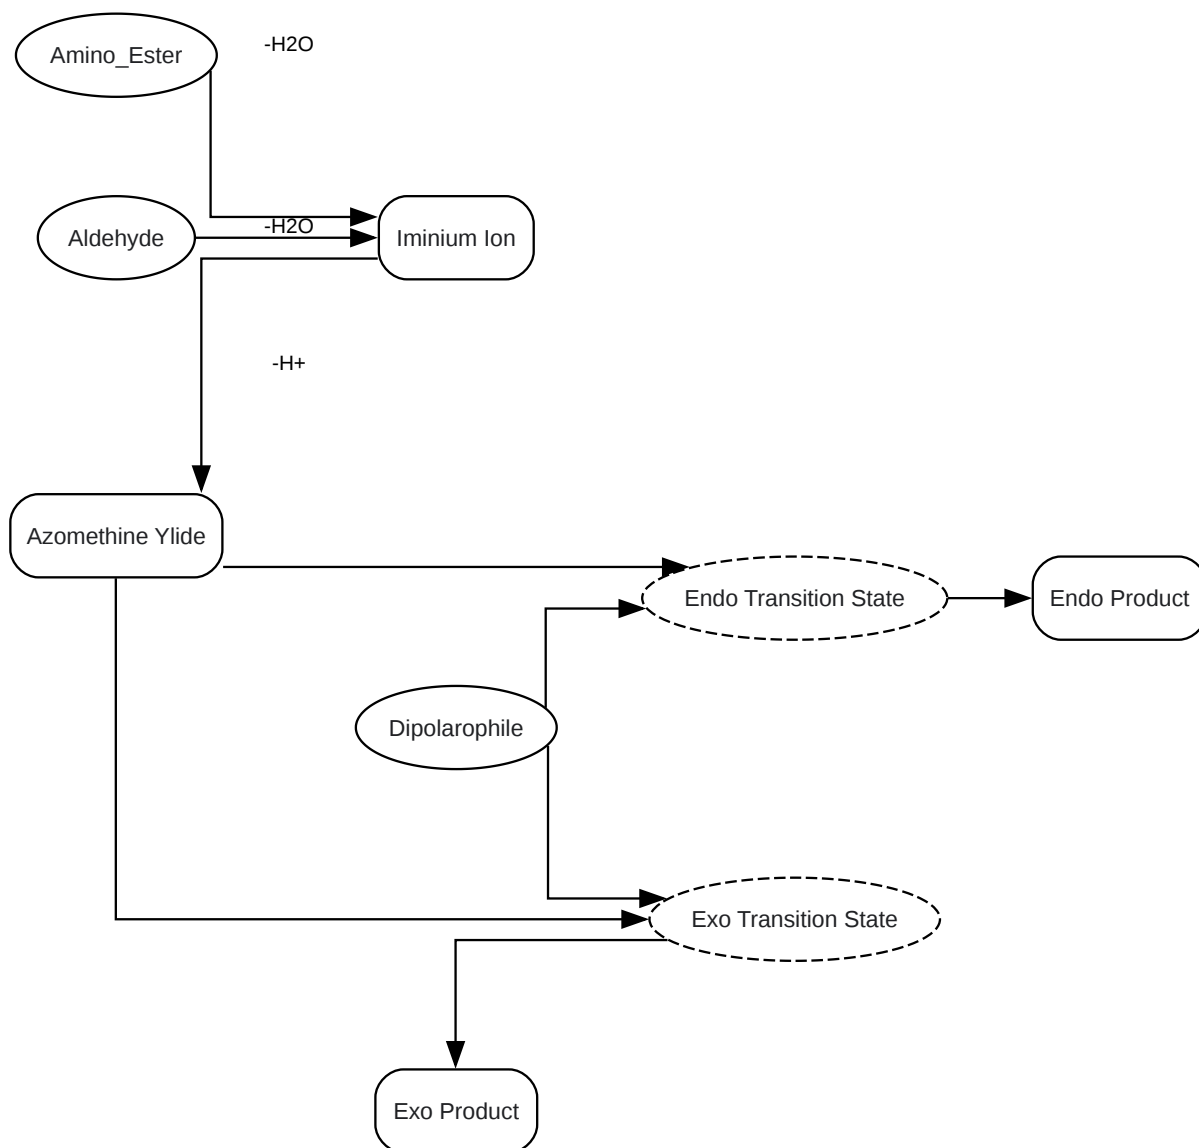 Amino_Ester
-H2O
Aldehyde
-H2O
Iminium Ion
-H+
Azomethine Ylide
Endo Transition State
Endo Product
Dipolarophile
Exo Transition State
Exo Product